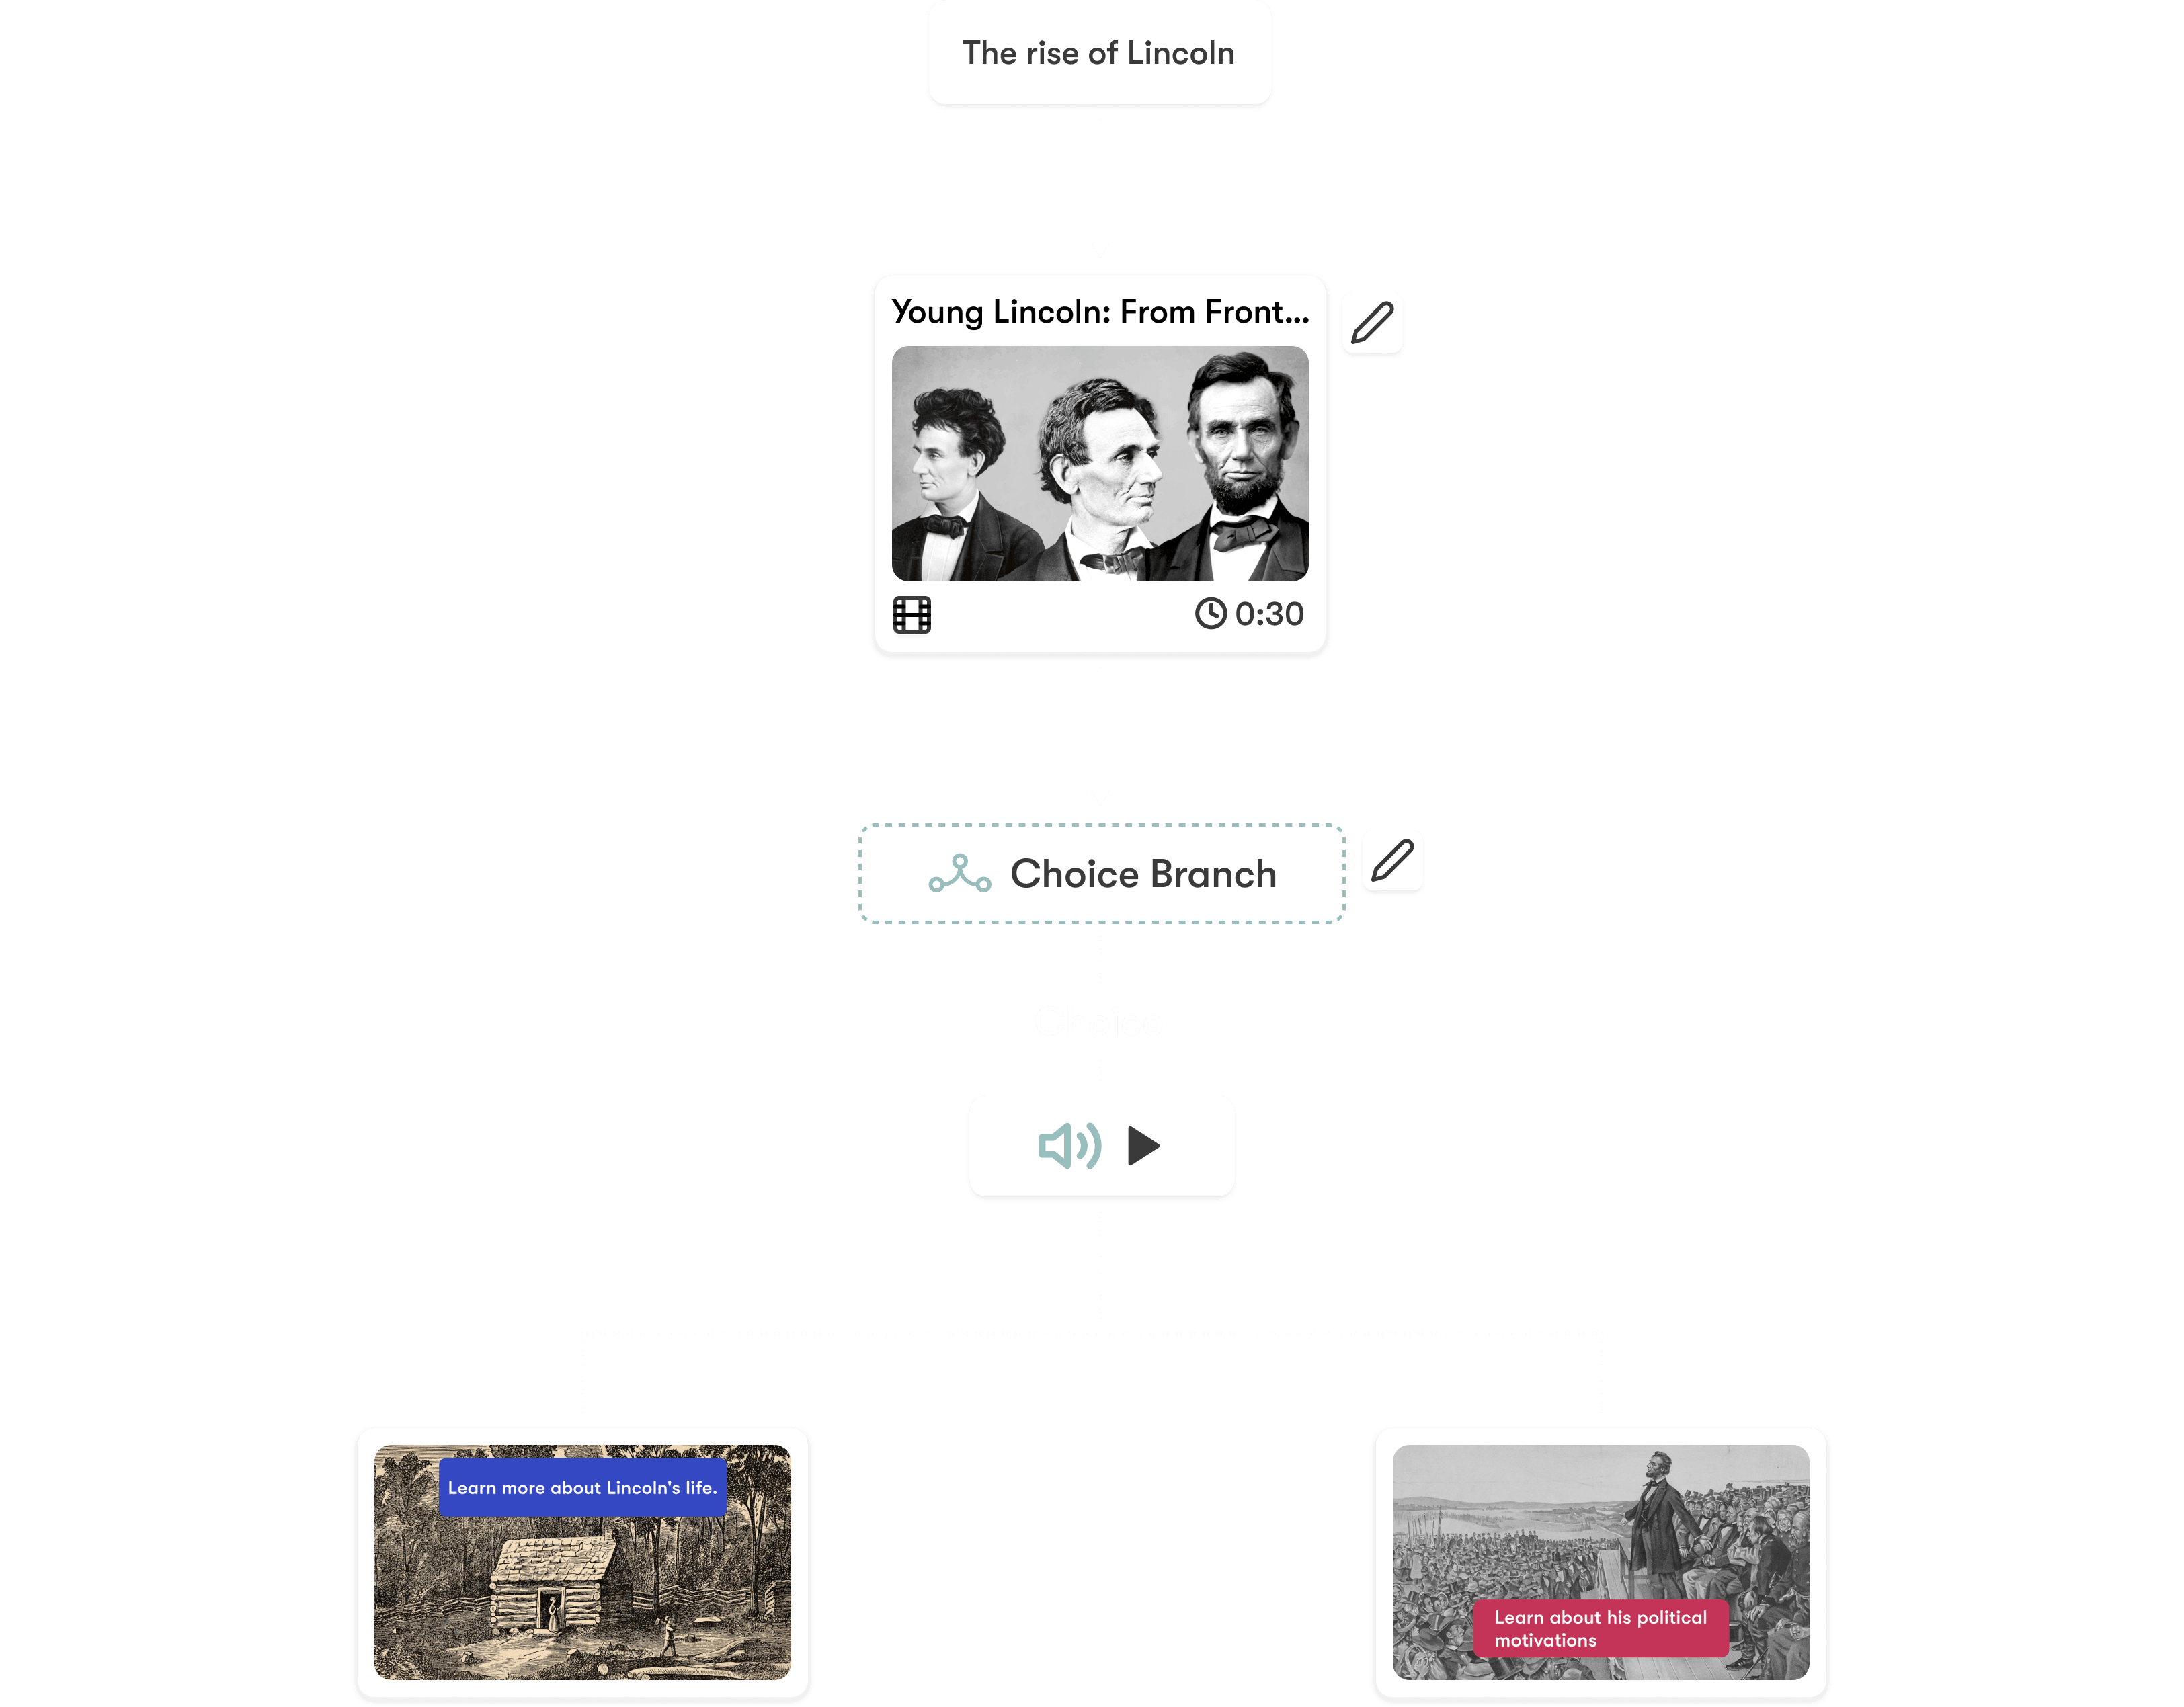 The rise of Lincoln
Young Lincoln: From Front...
0:30
Choice Branch
Learn more about Lincoln's life.
Learn about his political
motivations